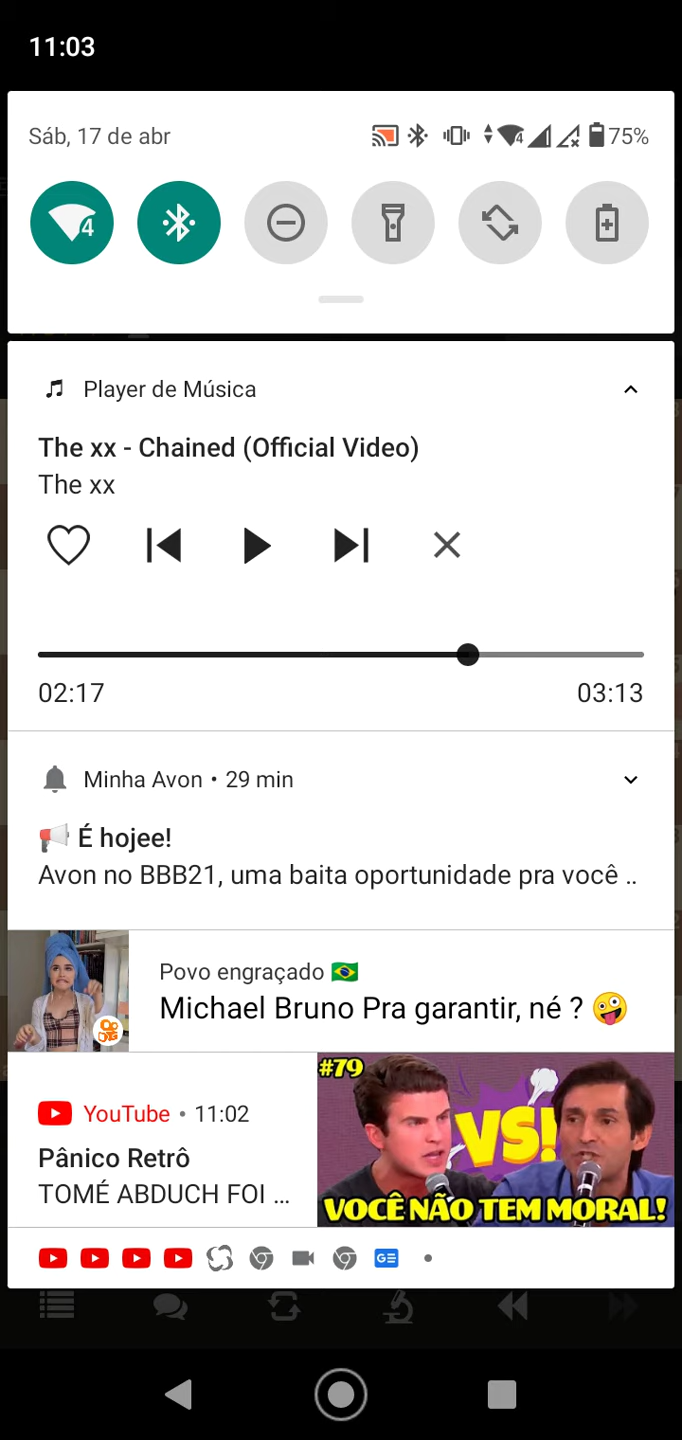 11:03
Sáb, 17 de abr
4
75%
4
Player de Música
The xx - Chained (Official Video)
The xx
02:17
03:13
Minha Avon • 29 min
📢 É hojee!
Avon no BBB21, uma baita oportunidade pra você ..
Povo engraçado 🇧🇷
Michael Bruno Pra garantir, né ? 🤪
YouTube • 11:02
Pânico Retrô
TOMÉ ABDUCH FOI ...
#79
VS!
VOCÊ NÃO TEM MORAL!
GE